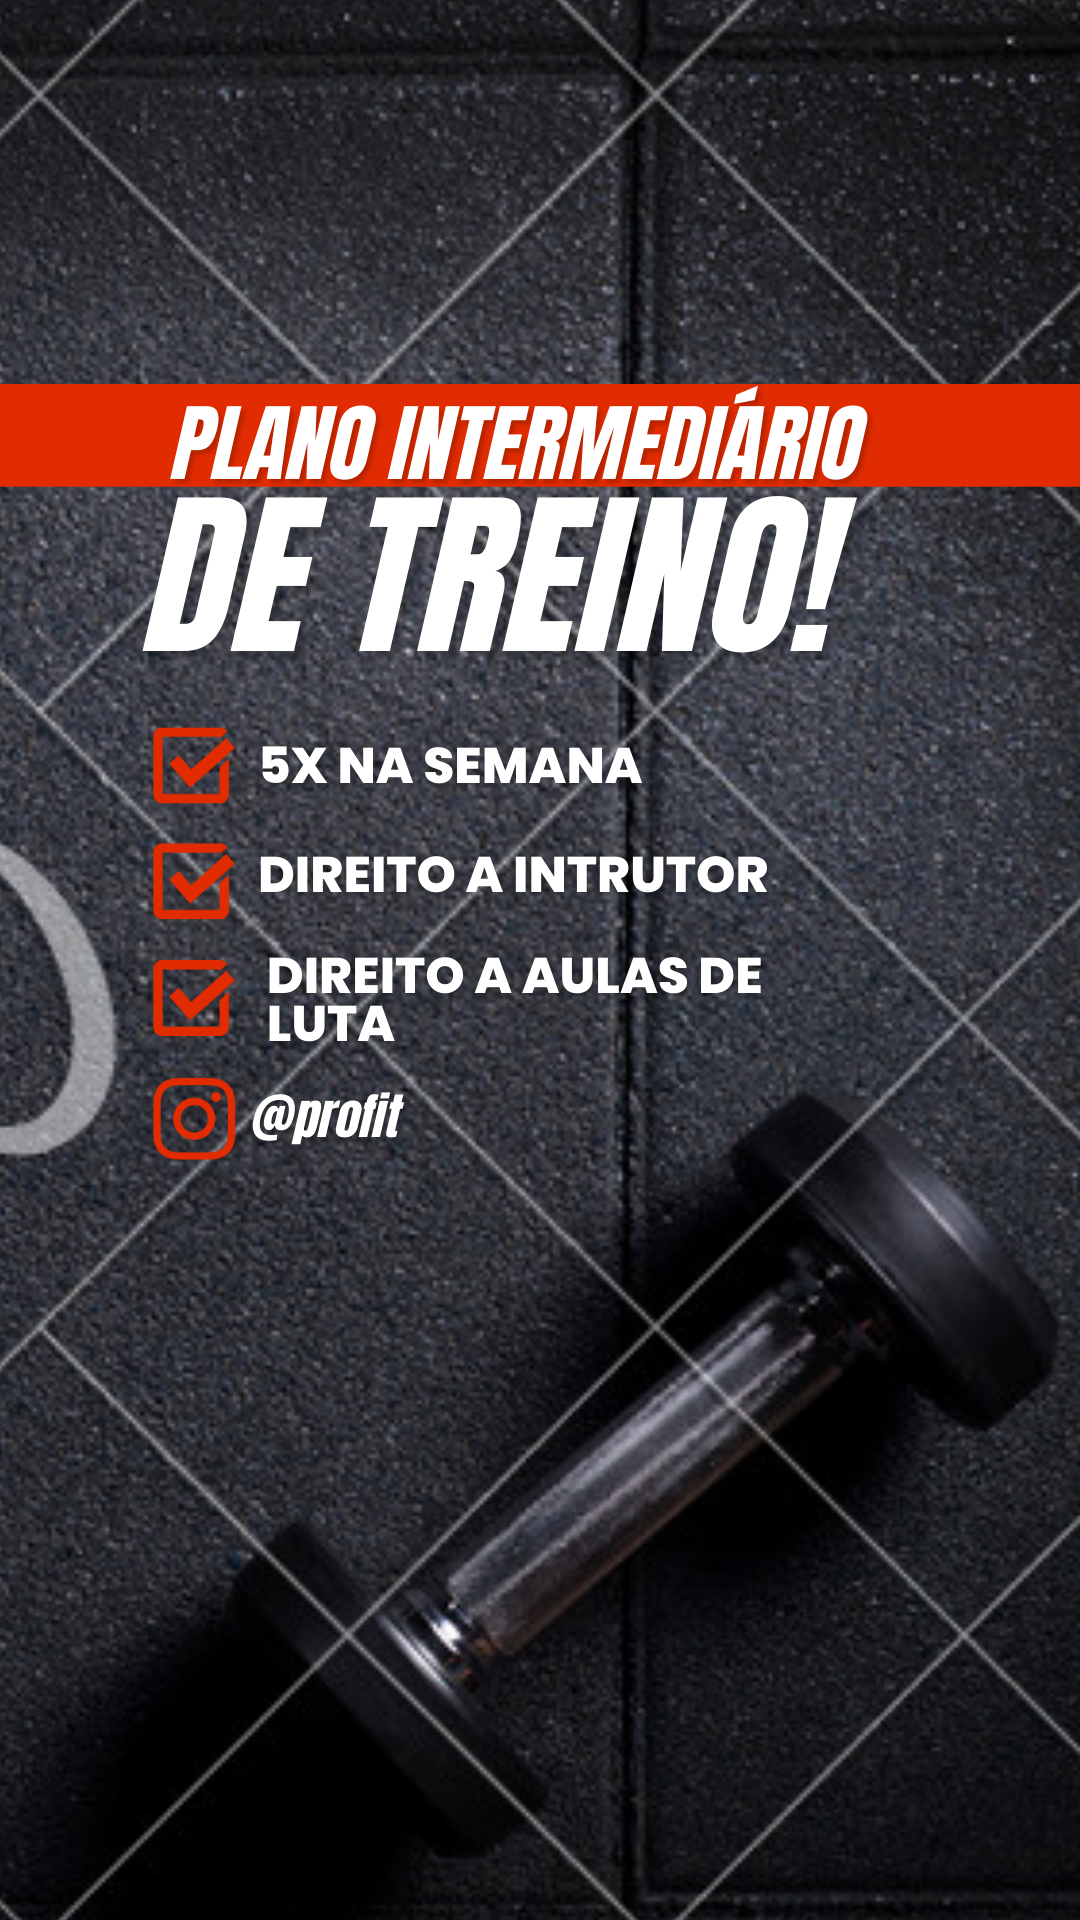 PLANO INTERMEDIÁRIO
DE TREINO!
5X NA SEMANA
DIREITO A INTRUTOR
DIREITO A AULAS DE
LUTA
@profit